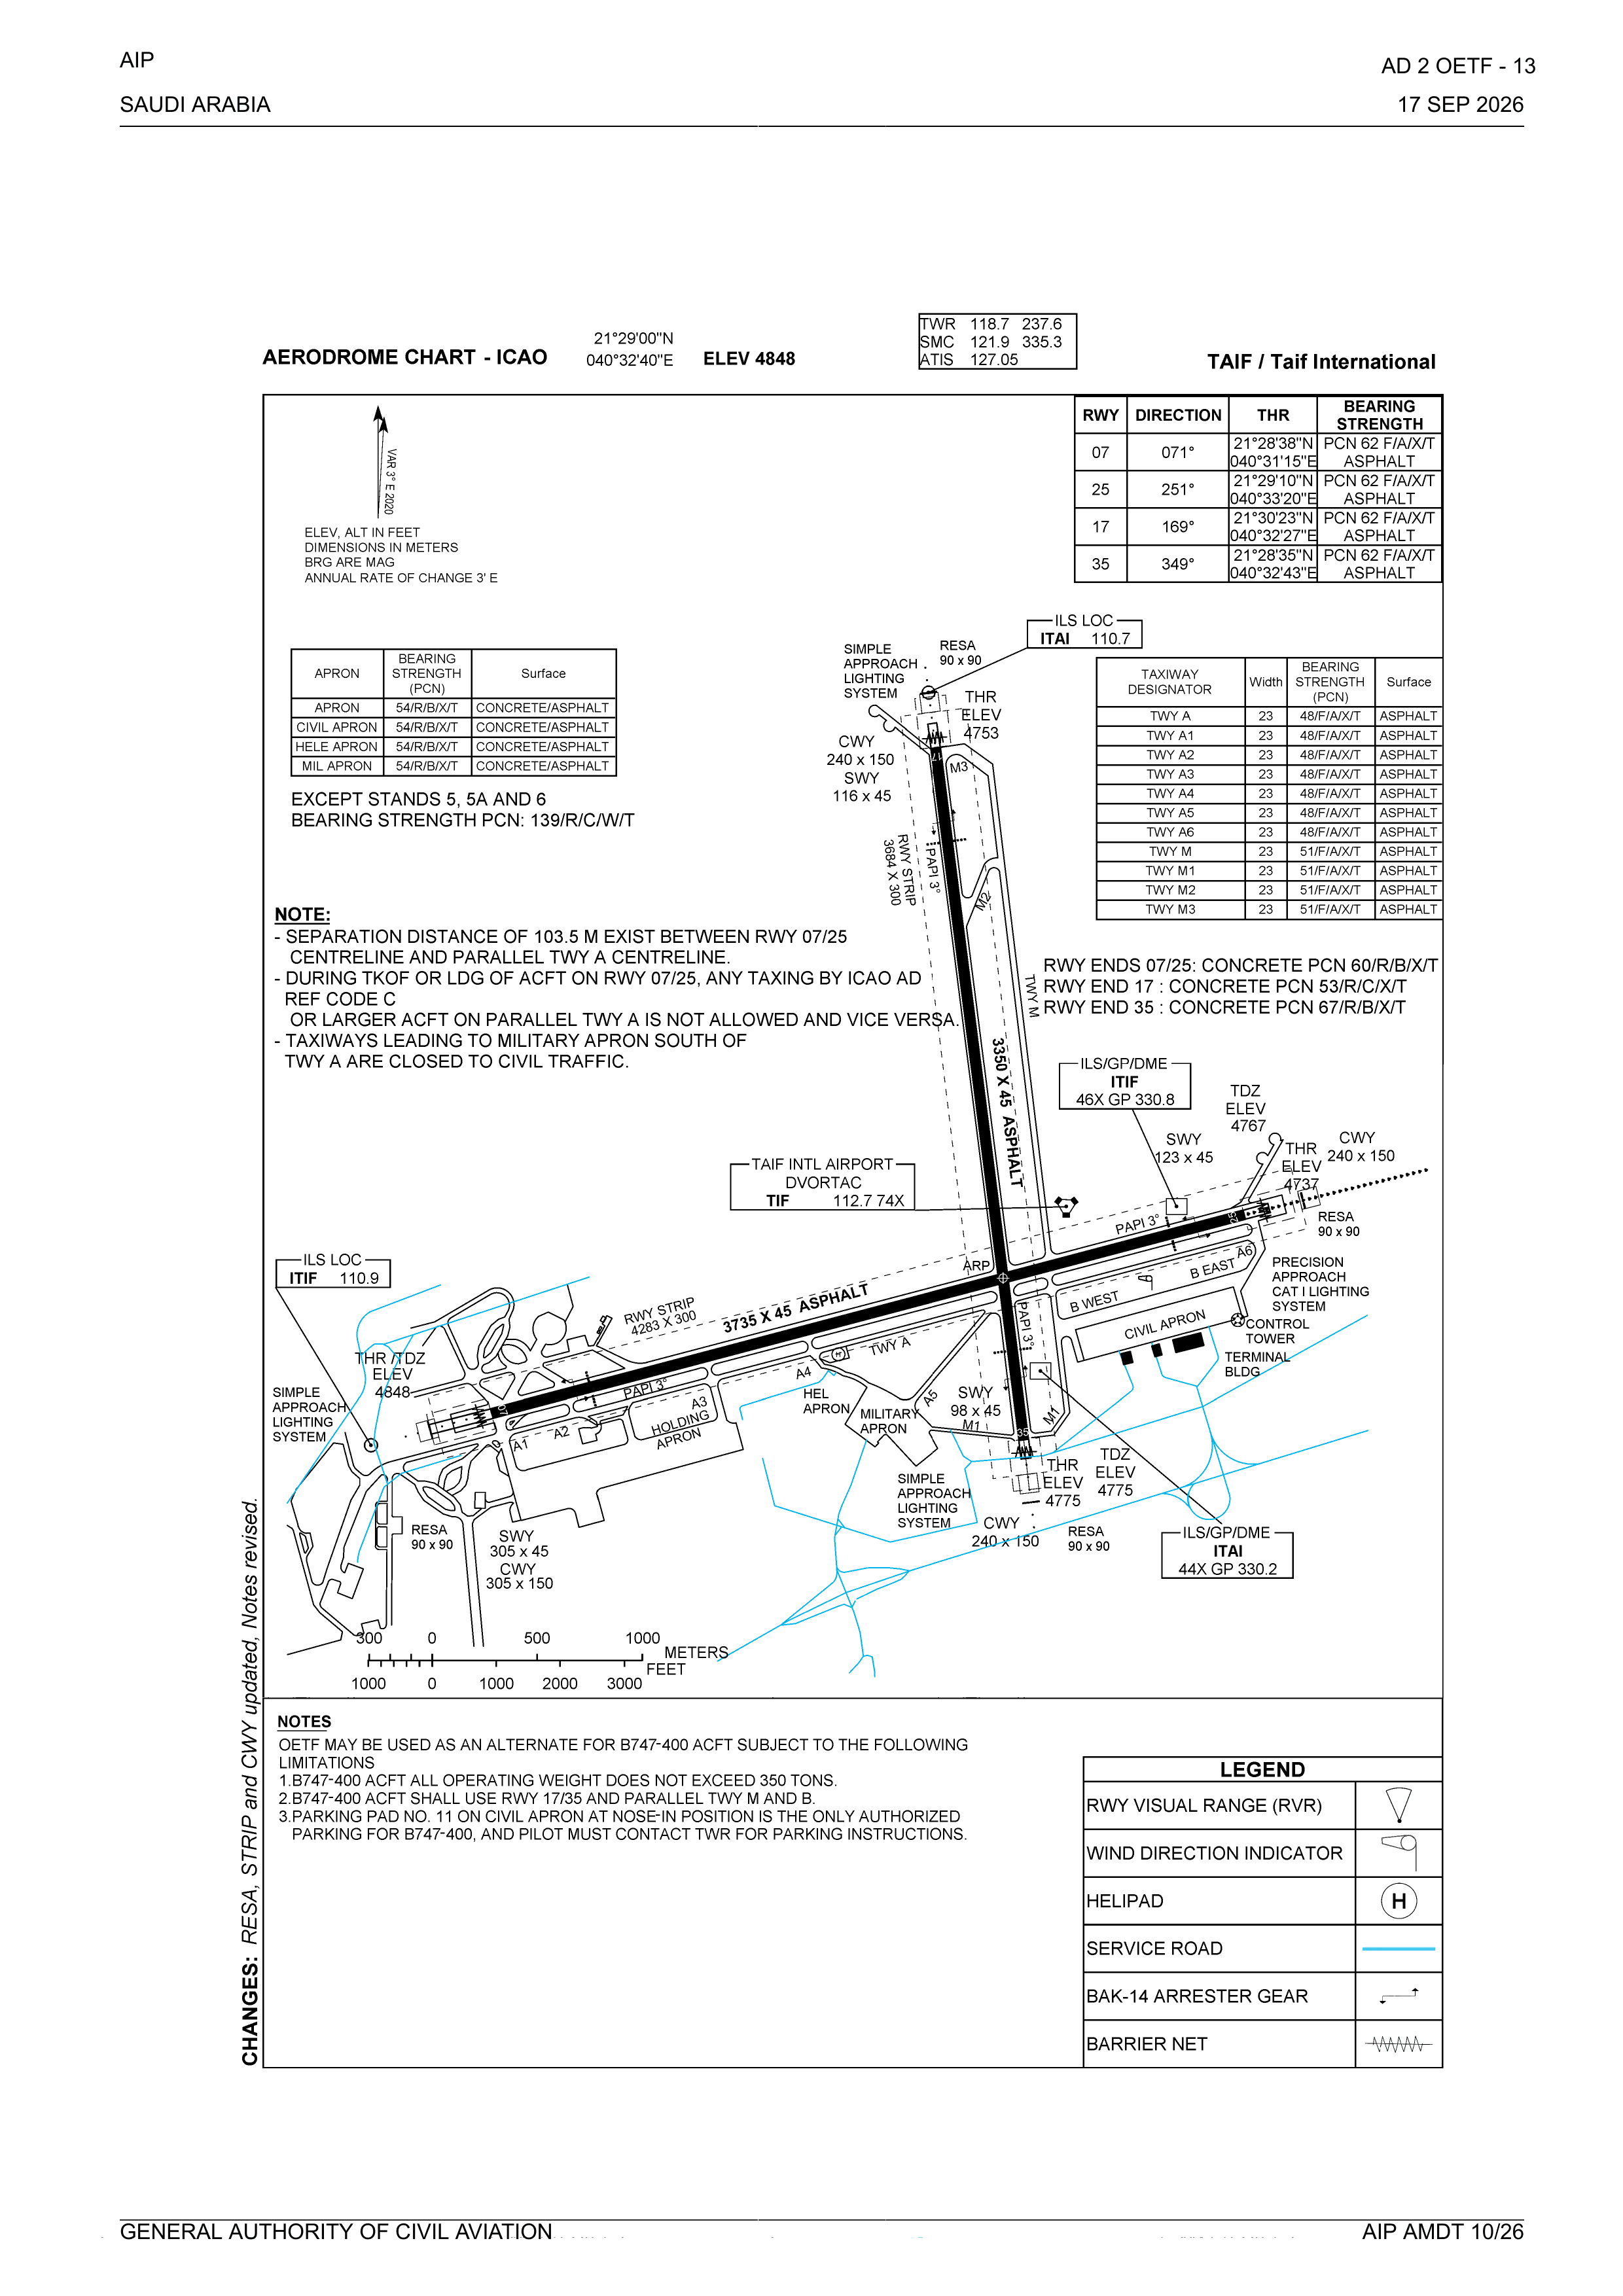 AIP
AD 2 OETF - 13
SAUDI ARABIA
17 SEP 2026
AERODROME CHART - ICAO
21°29'00"N
040°32'40"E
ELEV 4848
TWR 118.7 237.6
SMC 121.9 335.3
ATIS 127.05
TAIF / Taif International
VAR 3° E 2020
ELEV, ALT IN FEET
DIMENSIONS IN METERS
BRG ARE MAG
ANNUAL RATE OF CHANGE 3' E
RWY DIRECTION THR BEARING STRENGTH
07 071° 21°28'38"N 040°31'15"E PCN 62 F/A/X/T ASPHALT
25 251° 21°29'10"N 040°33'20"E PCN 62 F/A/X/T ASPHALT
17 169° 21°30'23"N 040°32'27"E PCN 62 F/A/X/T ASPHALT
35 349° 21°28'35"N 040°32'43"E PCN 62 F/A/X/T ASPHALT
APRON BEARING STRENGTH (PCN) Surface
APRON 54/R/B/X/T CONCRETE/ASPHALT
CIVIL APRON 54/R/B/X/T CONCRETE/ASPHALT
HELE APRON 54/R/B/X/T CONCRETE/ASPHALT
MIL APRON 54/R/B/X/T CONCRETE/ASPHALT
EXCEPT STANDS 5, 5A AND 6
BEARING STRENGTH PCN: 139/R/C/W/T
TAXIWAY DESIGNATOR Width BEARING STRENGTH (PCN) Surface
TWY A 23 48/F/A/X/T ASPHALT
TWY A1 23 48/F/A/X/T ASPHALT
TWY A2 23 48/F/A/X/T ASPHALT
TWY A3 23 48/F/A/X/T ASPHALT
TWY A4 23 48/F/A/X/T ASPHALT
TWY A5 23 48/F/A/X/T ASPHALT
TWY A6 23 48/F/A/X/T ASPHALT
TWY M 23 51/F/A/X/T ASPHALT
TWY M1 23 51/F/A/X/T ASPHALT
TWY M2 23 51/F/A/X/T ASPHALT
TWY M3 23 51/F/A/X/T ASPHALT
ILS LOC
ITAI 110.7
SIMPLE
APPROACH
LIGHTING
SYSTEM
RESA
90 x 90
THR
ELEV
4753
CWY
240 x 150
SWY
116 x 45
17
M3
PAPI 3°
RWY STRIP
3684 X 300
M2
TWY M
3350 X 45 ASPHALT
NOTE:
- SEPARATION DISTANCE OF 103.5 M EXIST BETWEEN RWY 07/25
CENTRELINE AND PARALLEL TWY A CENTRELINE.
- DURING TKOF OR LDG OF ACFT ON RWY 07/25, ANY TAXING BY ICAO AD
REF CODE C
OR LARGER ACFT ON PARALLEL TWY A IS NOT ALLOWED AND VICE VERSA.
- TAXIWAYS LEADING TO MILITARY APRON SOUTH OF
TWY A ARE CLOSED TO CIVIL TRAFFIC.
RWY ENDS 07/25: CONCRETE PCN 60/R/B/X/T
RWY END 17 : CONCRETE PCN 53/R/C/X/T
RWY END 35 : CONCRETE PCN 67/R/B/X/T
ILS/GP/DME
ITIF
46X GP 330.8
TDZ
ELEV
4767
SWY
123 x 45
THR
ELEV
4737
CWY
240 x 150
TAIF INTL AIRPORT
DVORTAC
TIF 112.7 74X
PAPI 3°
25
RESA
90 x 90
ARP
A6
B EAST
B WEST
PRECISION
APPROACH
CAT I LIGHTING
SYSTEM
CIVIL APRON
CONTROL
TOWER
TERMINAL
BLDG
ILS LOC
ITIF 110.9
RWY STRIP
4283 X 300
3735 X 45 ASPHALT
PAPI 3°
THR /TDZ
ELEV
4848
SIMPLE
APPROACH
LIGHTING
SYSTEM
07
PAPI 3°
TWY A
H
A1
A2
A3
A4
A5
HOLDING
APRON
HEL
APRON
MILITARY
APRON
SWY
98 x 45
M1
M1
35
SIMPLE
APPROACH
LIGHTING
SYSTEM
THR
ELEV
4775
TDZ
ELEV
4775
CWY
240 x 150
RESA
90 x 90
ILS/GP/DME
ITAI
44X GP 330.2
RESA
90 x 90
SWY
305 x 45
CWY
305 x 150
300 0 500 1000
METERS
FEET
1000 0 1000 2000 3000
NOTES
OETF MAY BE USED AS AN ALTERNATE FOR B747-400 ACFT SUBJECT TO THE FOLLOWING
LIMITATIONS
1.B747-400 ACFT ALL OPERATING WEIGHT DOES NOT EXCEED 350 TONS.
2.B747-400 ACFT SHALL USE RWY 17/35 AND PARALLEL TWY M AND B.
3.PARKING PAD NO. 11 ON CIVIL APRON AT NOSE-IN POSITION IS THE ONLY AUTHORIZED
PARKING FOR B747-400, AND PILOT MUST CONTACT TWR FOR PARKING INSTRUCTIONS.
LEGEND
RWY VISUAL RANGE (RVR)
WIND DIRECTION INDICATOR
HELIPAD H
SERVICE ROAD
BAK-14 ARRESTER GEAR
BARRIER NET
CHANGES: RESA, STRIP and CWY updated, Notes revised.
GENERAL AUTHORITY OF CIVIL AVIATION
AIP AMDT 10/26